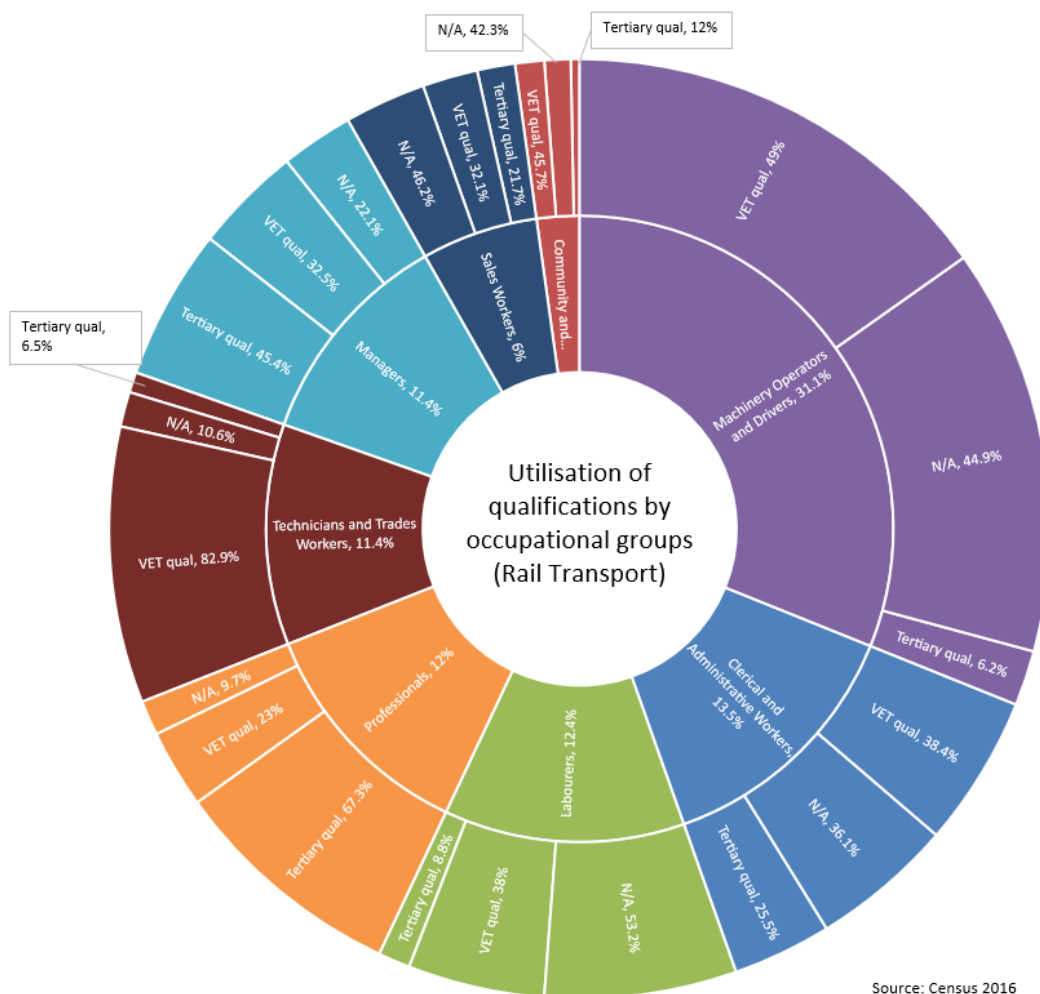 N/A, 42.3%
Tertiary qual, 12%
VET qual, 49%
N/A, 44.9%
Tertiary qual, 6.2%
Machinery Operators
and Drivers, 31.1%
VET qual, 38.4%
N/A, 36.1%
Tertiary qual, 25.5%
Clerical and
Administrative Workers,
13.5%
N/A, 53.2%
VET qual, 38%
Tertiary qual, 8.8%
Labourers, 12.4%
Tertiary qual, 67.3%
VET qual, 23%
N/A, 9.7%
Professionals, 12%
VET qual, 82.9%
N/A, 10.6%
Tertiary qual,
6.5%
Technicians and Trades
Workers, 11.4%
Tertiary qual, 45.4%
VET qual, 32.5%
N/A, 22.1%
Managers, 11.4%
N/A, 46.2%
VET qual, 32.1%
Tertiary qual, 21.7%
Sales Workers, 6%
VET qual, 45.7%
Community and...
Utilisation of
qualifications by
occupational groups
(Rail Transport)
Source: Census 2016